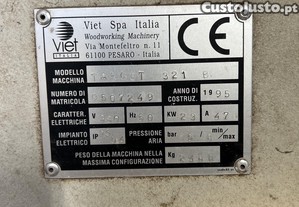 CustoJusto.pt
Viet Spa Italia
Woodworking Machinery
Via Montefeltro n. 11
61100 PESARO - Italia
viet
ITALIA
CE
MODELLO
MACCHINA
321 B
NUMERO DI
MATRICOLA
ANNO DI
COSTRUZ.
1995
CARATTER.
ELETTRICHE
V
Hz
KW
A
IMPIANTO
ELETTRICO
IP
PRESSIONE
ARIA
bar
min/
max
PESO DELLA MACCHINA NELLA
MASSIMA CONFIGURAZIONE
Kg